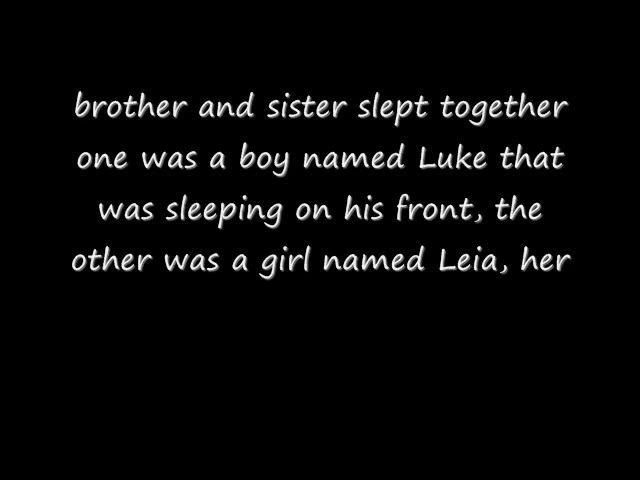 brother and sister slept together
one was a boy named Luke that
was sleeping on his front, the
other was a girl named Leia, her